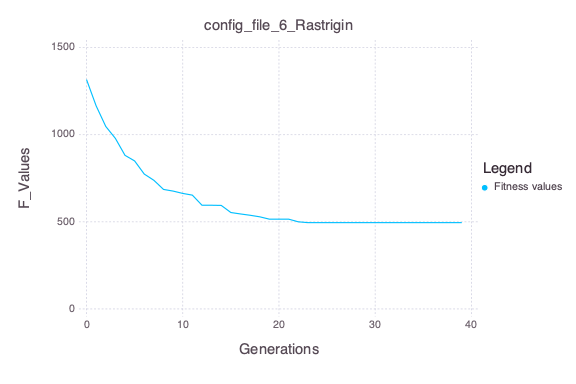 config_file_6_Rastrigin
1500
1000
500
0
F_Values
0 10 20 30 40
Generations
Legend
Fitness values